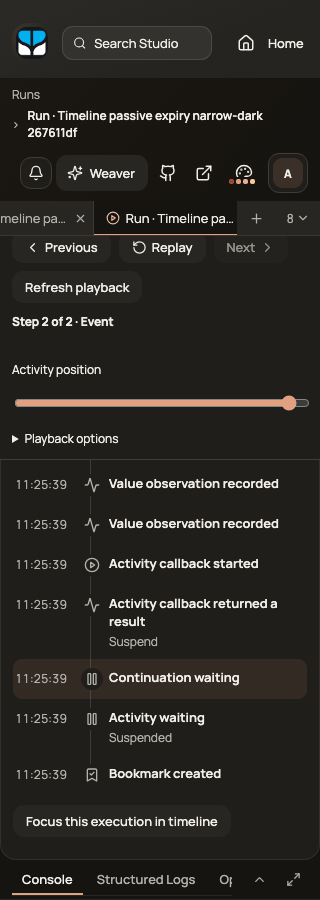 Search Studio
Home
Runs
Run · Timeline passive expiry narrow-dark
267611df
Weaver
A
meline pa...
Run · Timeline pa...
8
Previous
Replay
Next
Refresh playback
Step 2 of 2 · Event
Activity position
Playback options
11:25:39 Value observation recorded
11:25:39 Value observation recorded
11:25:39 Activity callback started
11:25:39 Activity callback returned a
result
Suspend
11:25:39 Continuation waiting
11:25:39 Activity waiting
Suspended
11:25:39 Bookmark created
Focus this execution in timeline
Console
Structured Logs